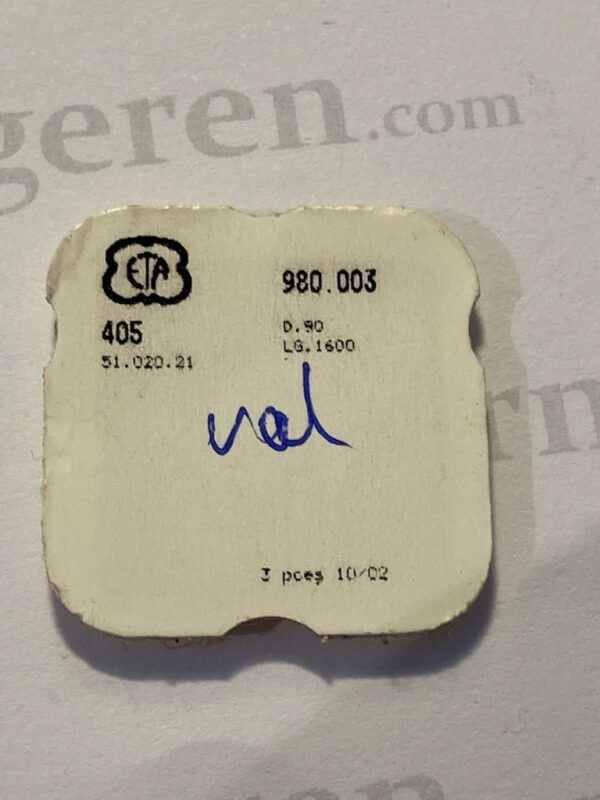 geren.com
ETA
980.003
405
D.90
51.020.21
LG.1600
val
3 pces 10/02